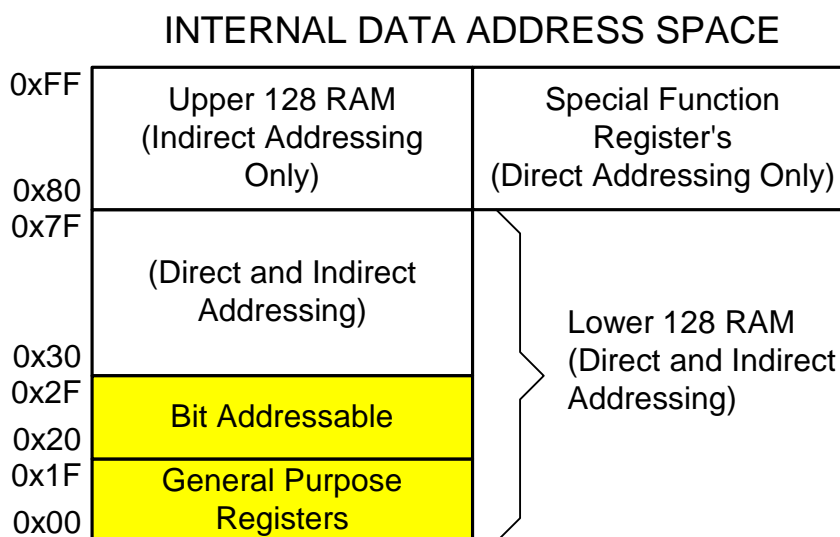 INTERNAL DATA ADDRESS SPACE
0xFF
Upper 128 RAM
(Indirect Addressing
Only)
Special Function
Register's
(Direct Addressing Only)
0x80
0x7F
(Direct and Indirect
Addressing)
Lower 128 RAM
(Direct and Indirect
Addressing)
0x30
0x2F
Bit Addressable
0x20
0x1F
General Purpose
Registers
0x00